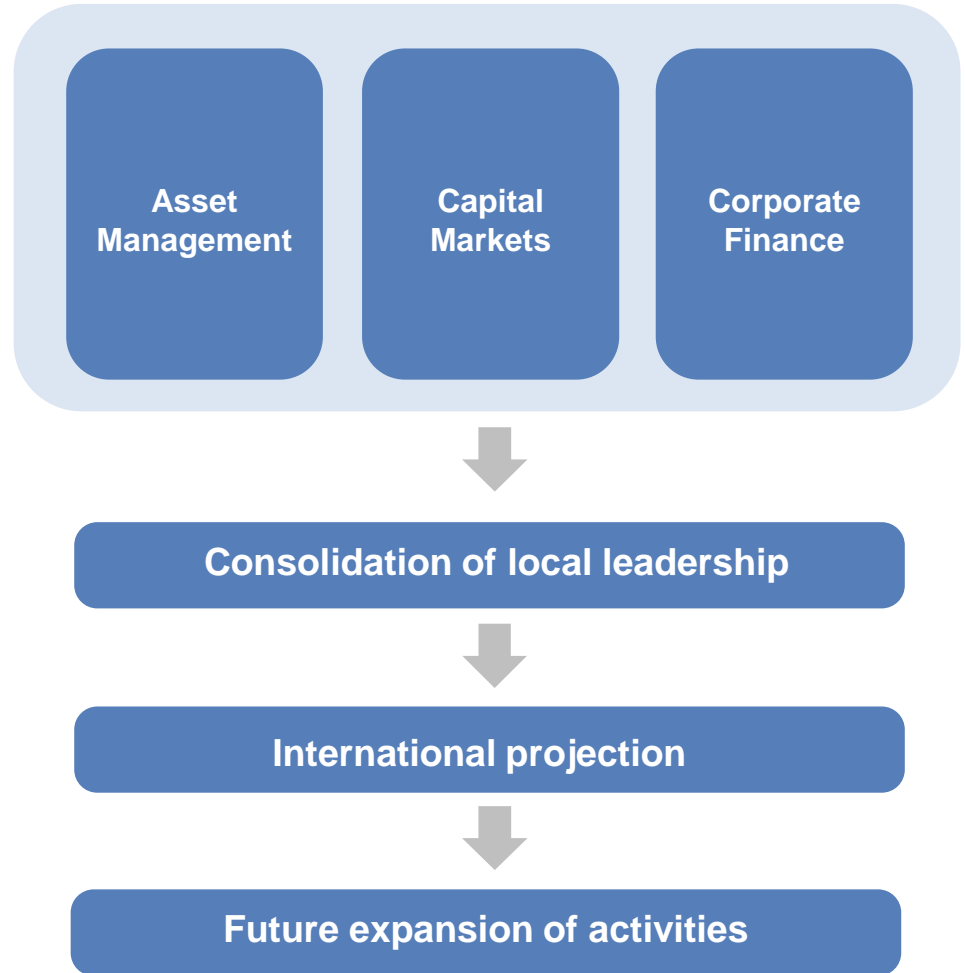 Asset
Management
Capital
Markets
Corporate
Finance
Consolidation of local leadership
International projection
Future expansion of activities